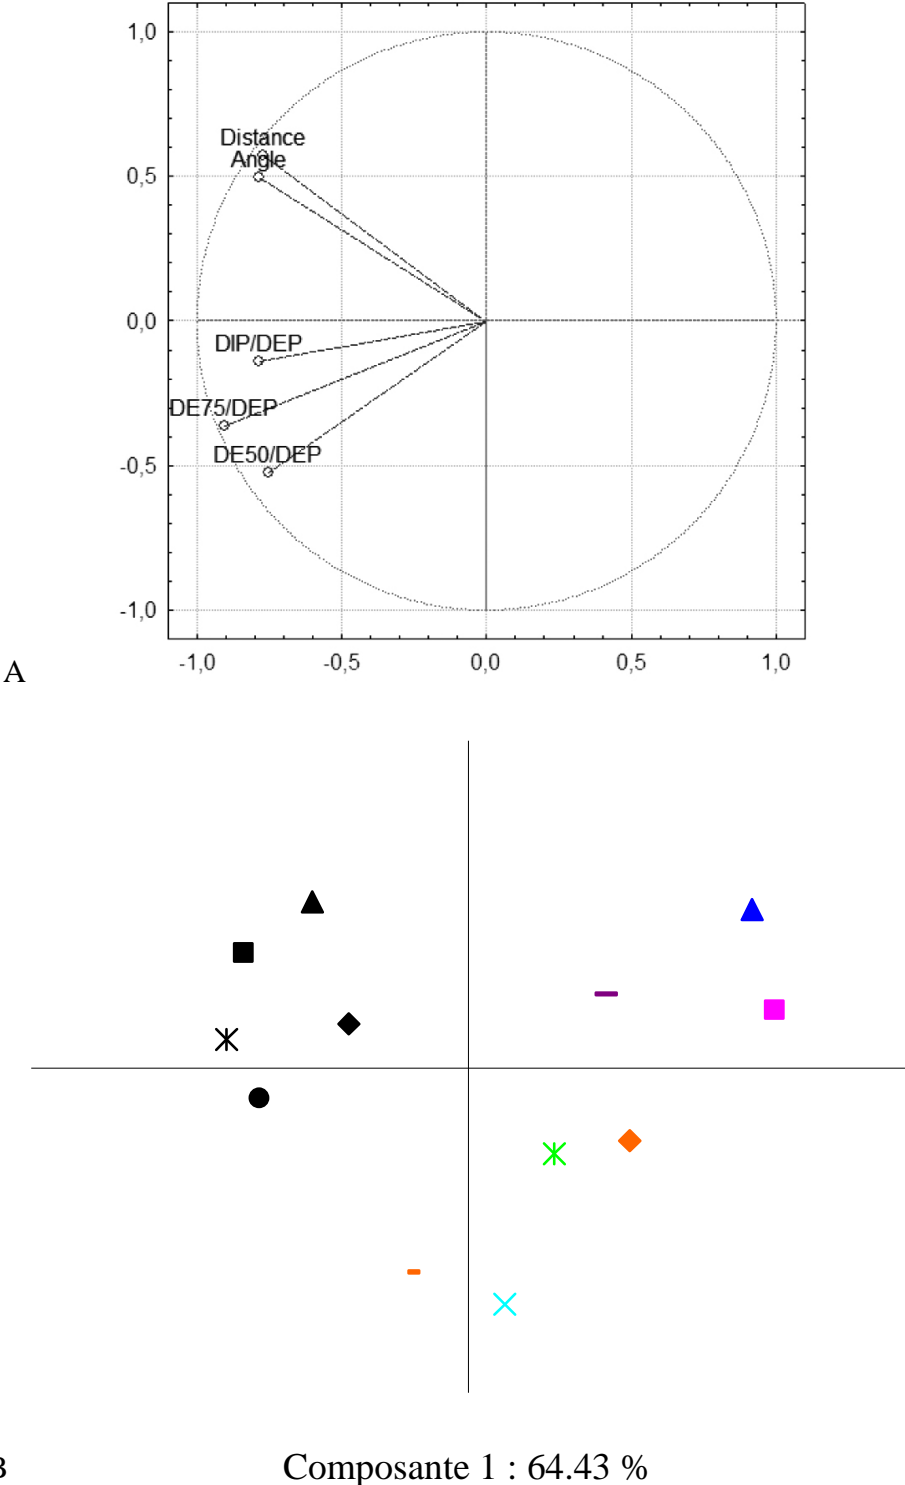 1,0
Distance
Angle
0,5
0,0
DIP/DEP
DE75/DEP
DE50/DEP
-0,5
-1,0
-1,0 -0,5 0,0 0,5 1,0
A
B
Composante 1 : 64.43 %